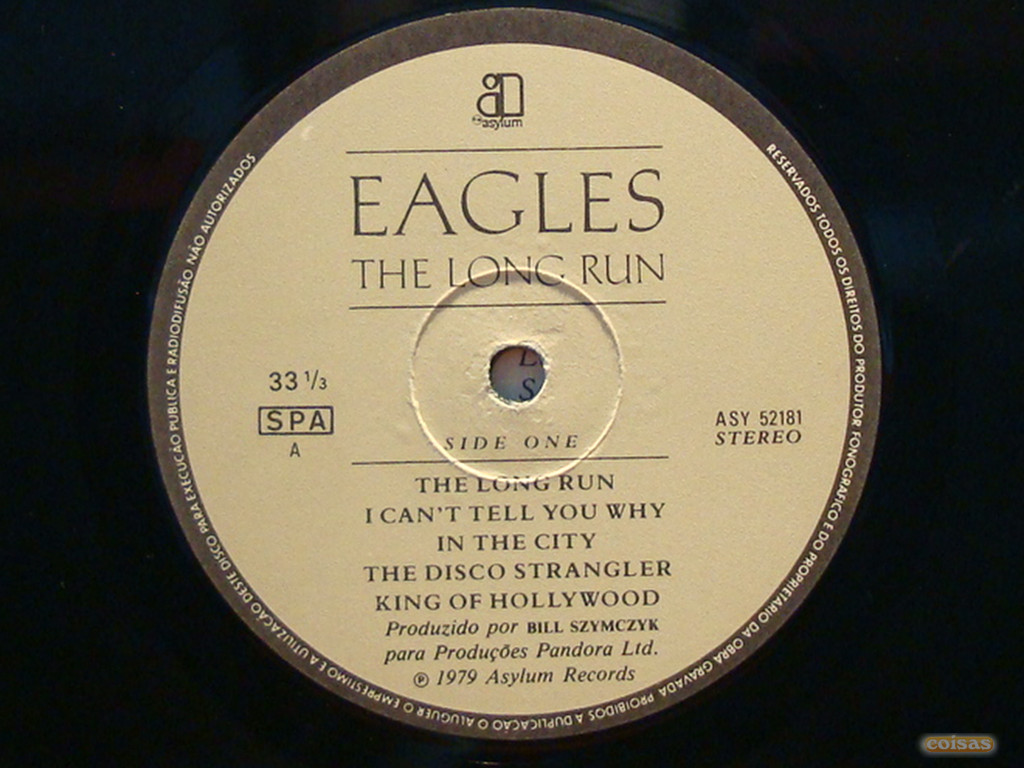 asylum
EAGLES
THE LONG RUN
33 1/3
SPA
A
SIDE ONE
ASY 52181
STEREO
THE LONG RUN
I CAN'T TELL YOU WHY
IN THE CITY
THE DISCO STRANGLER
KING OF HOLLYWOOD
Produzido por BILL SZYMCZYK
para Produções Pandora Ltd.
℗ 1979 Asylum Records
RESERVADOS TODOS OS DIREITOS DO PRODUTOR FONOGRÁFICO E DO PROPRIETÁRIO DA OBRA GRAVADA PROIBIDOS A DUPLICAÇÃO O ALUGUER O EMPRÉSTIMO E A UTILIZAÇÃO DESTE DISCO PARA EXECUÇÃO PÚBLICA E RADIODIFUSÃO NÃO AUTORIZADOS
coisas